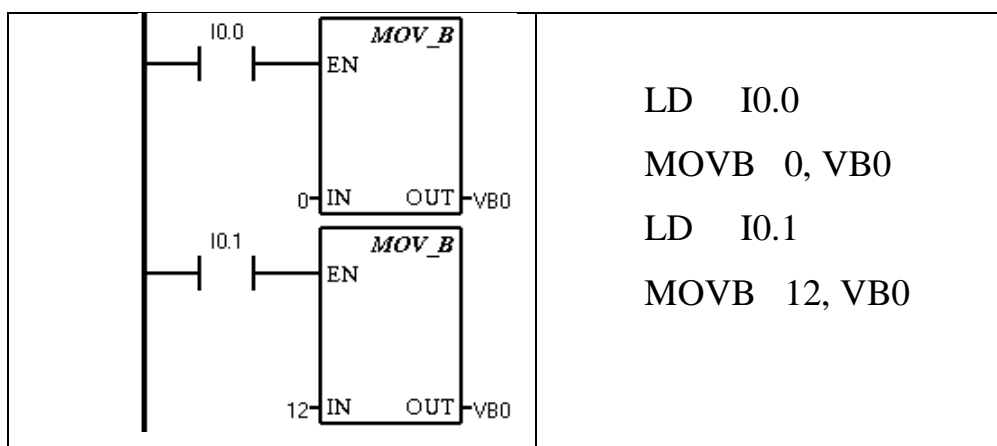 I0.0
MOV_B
EN
0 IN OUT VB0
I0.1
MOV_B
EN
12 IN OUT VB0
LD I0.0
MOVB 0, VB0
LD I0.1
MOVB 12, VB0